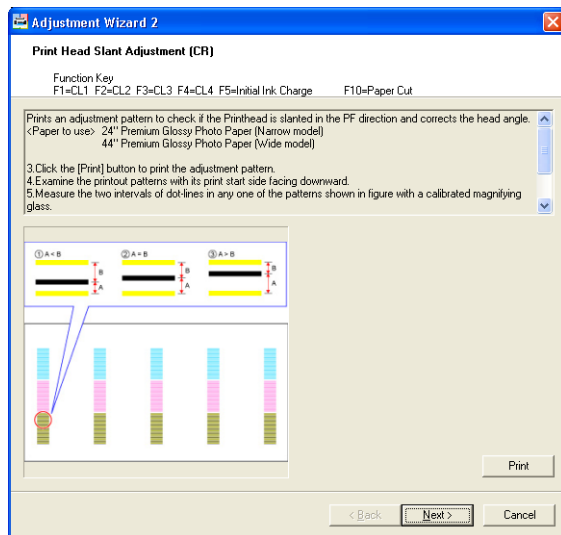 Adjustment Wizard 2
Print Head Slant Adjustment (CR)
Function Key
F1=CL1 F2=CL2 F3=CL3 F4=CL4 F5=Initial Ink Charge F10=Paper Cut
Prints an adjustment pattern to check if the Printhead is slanted in the PF direction and corrects the head angle.
<Paper to use> 24'' Premium Glossy Photo Paper (Narrow model)
44'' Premium Glossy Photo Paper (Wide model)
3.Click the [Print] button to print the adjustment pattern.
4.Examine the printout patterns with its print start side facing downward.
5.Measure the two intervals of dot-lines in any one of the patterns shown in figure with a calibrated magnifying
glass.
① A < B ② A = B ③ A > B
B B B
A A A
Print
< Back Next > Cancel